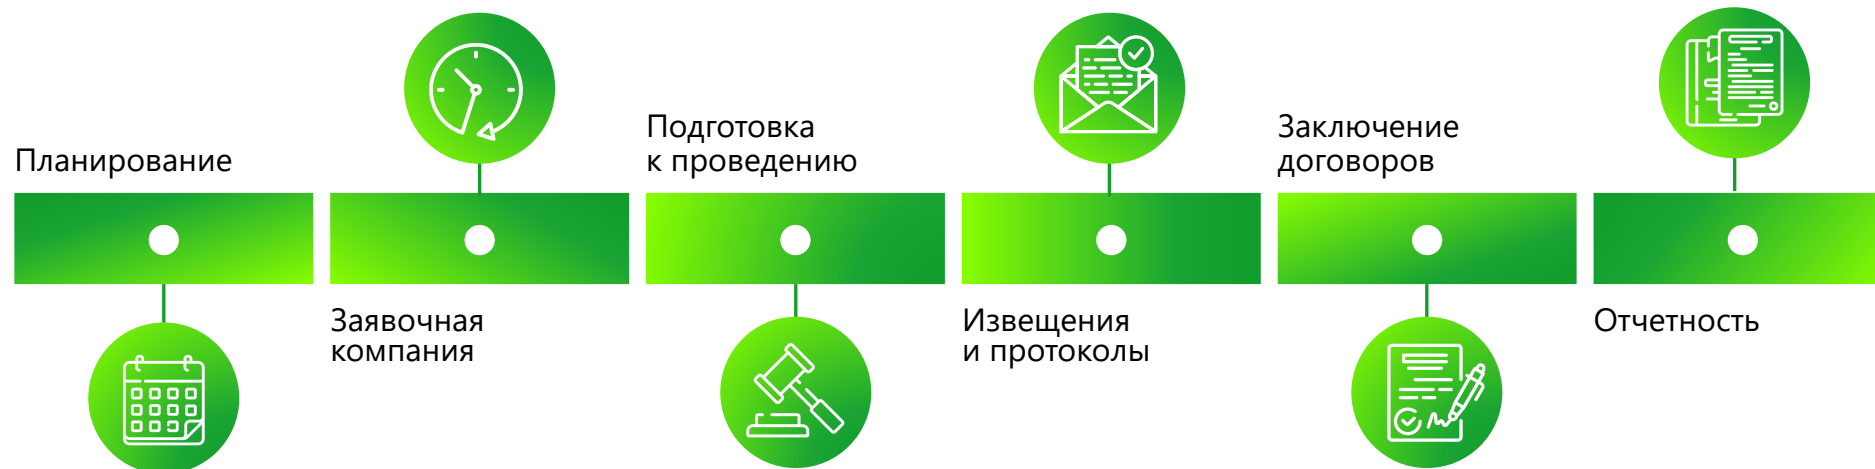 Планирование
Заявочная
компания
Подготовка
к проведению
Извещения
и протоколы
Заключение
договоров
Отчетность